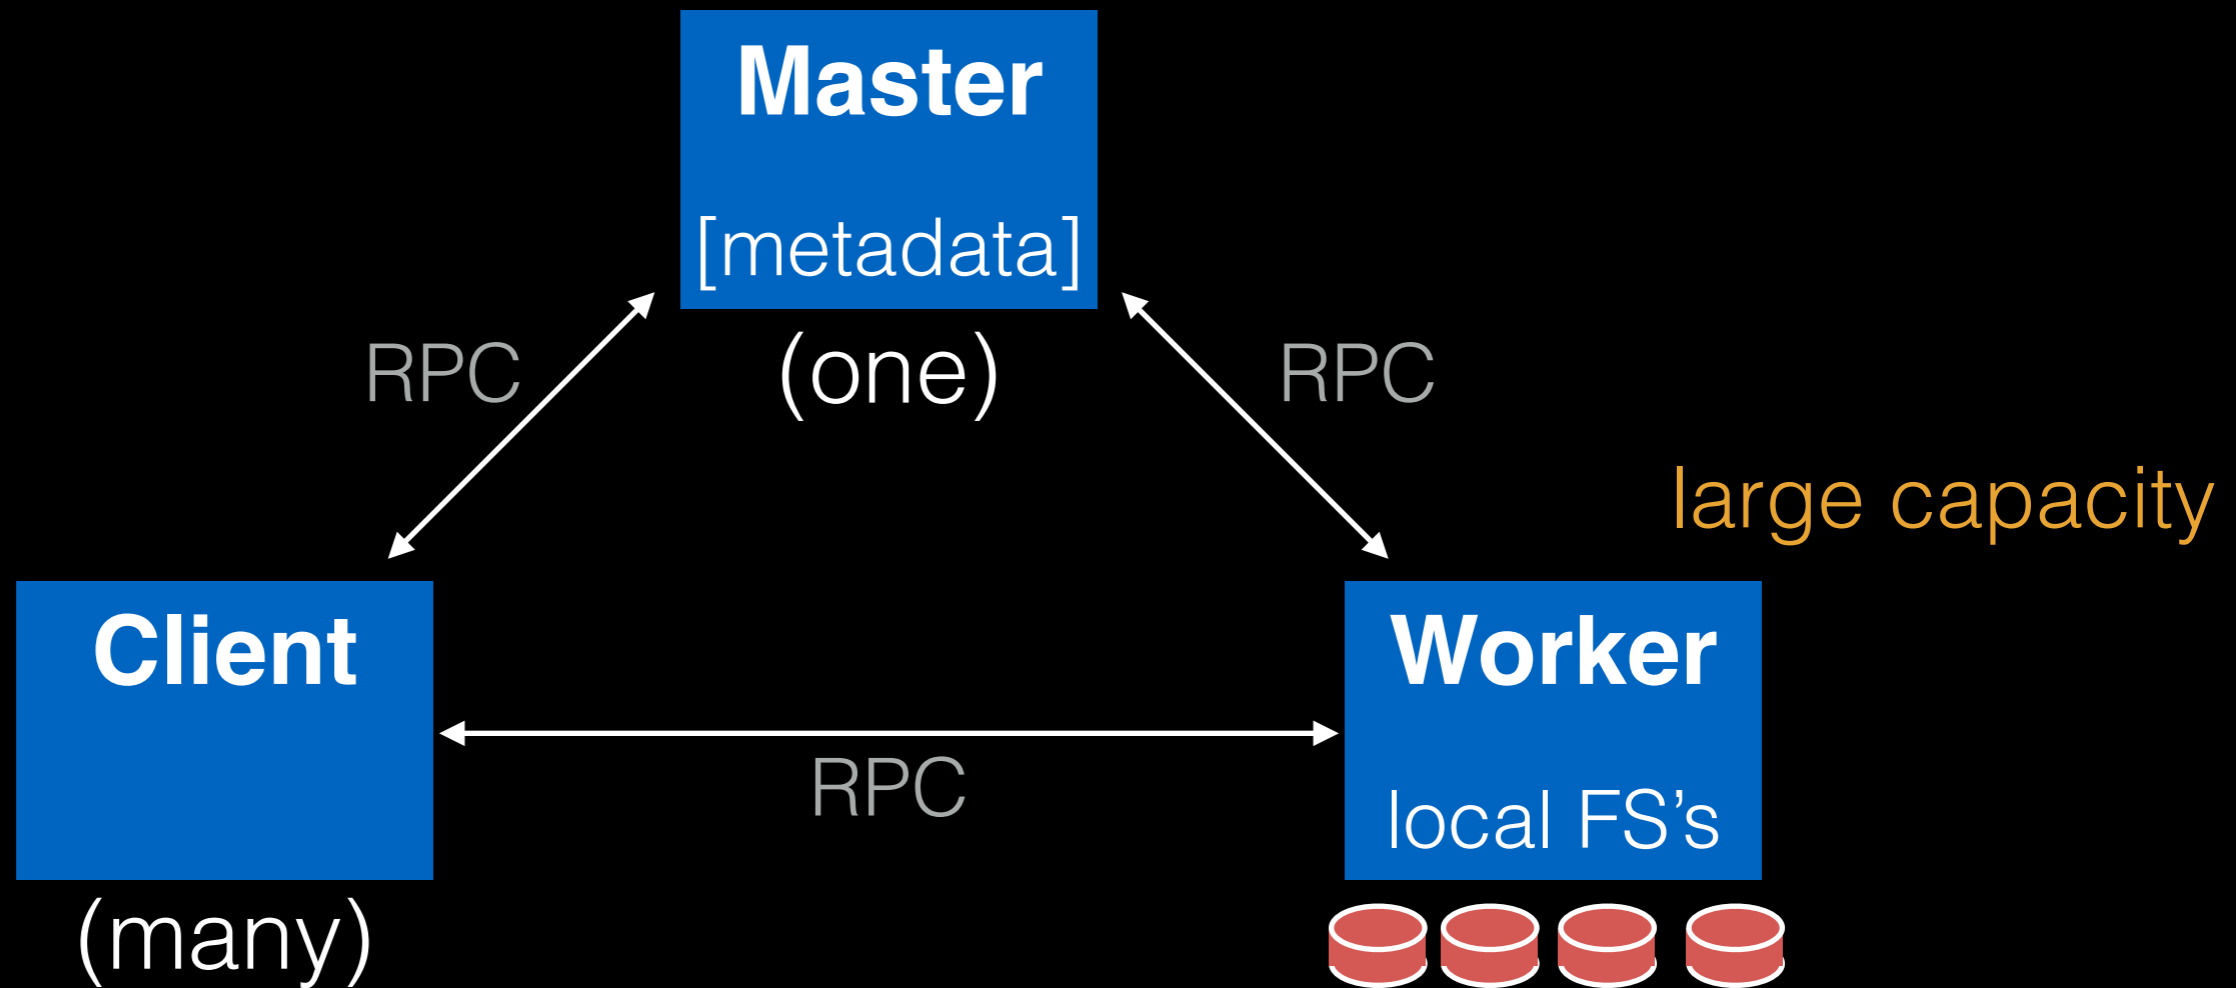 Master
[metadata]
(one)
RPC
RPC
large capacity
Client
(many)
RPC
Worker
local FS’s